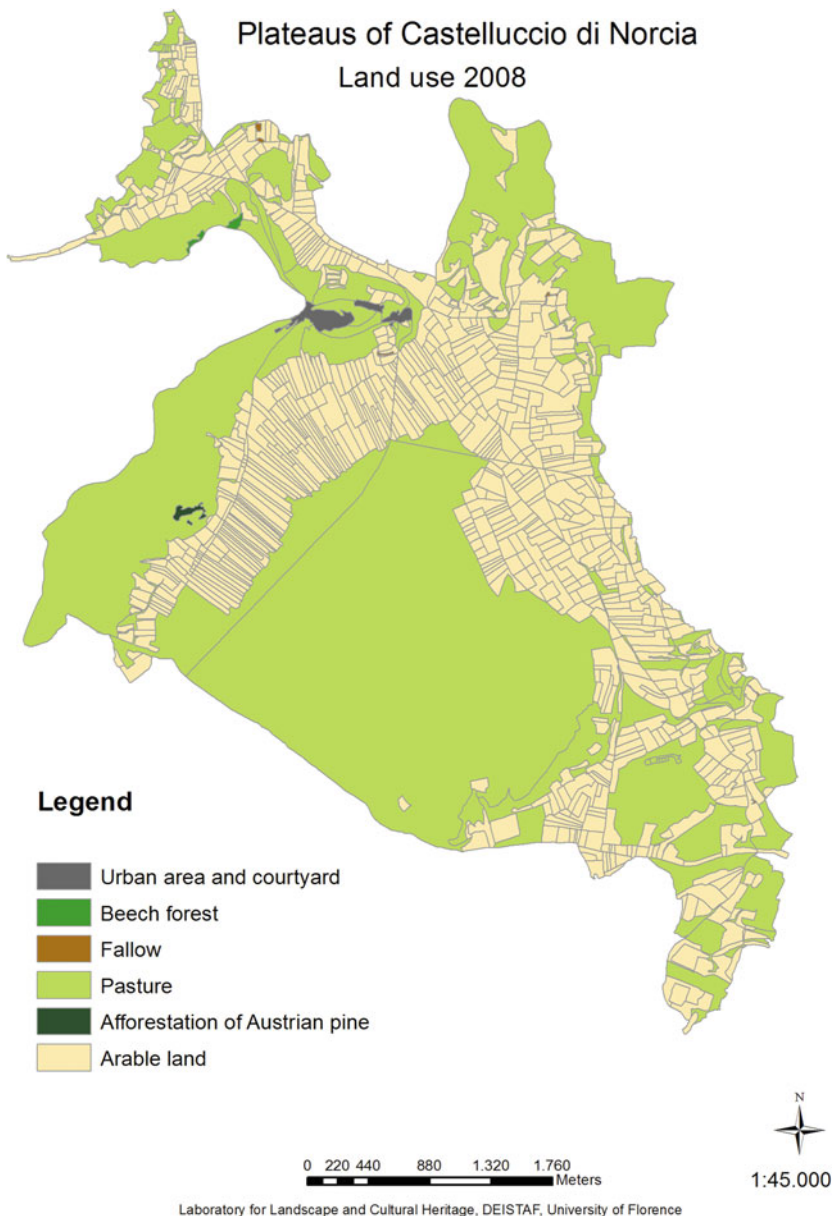 Plateaus of Castelluccio di Norcia
Land use 2008
Legend
Urban area and courtyard
Beech forest
Fallow
Pasture
Afforestation of Austrian pine
Arable land
N
0 220 440 880 1.320 1.760
Meters
1:45.000
Laboratory for Landscape and Cultural Heritage, DEISTAF, University of Florence